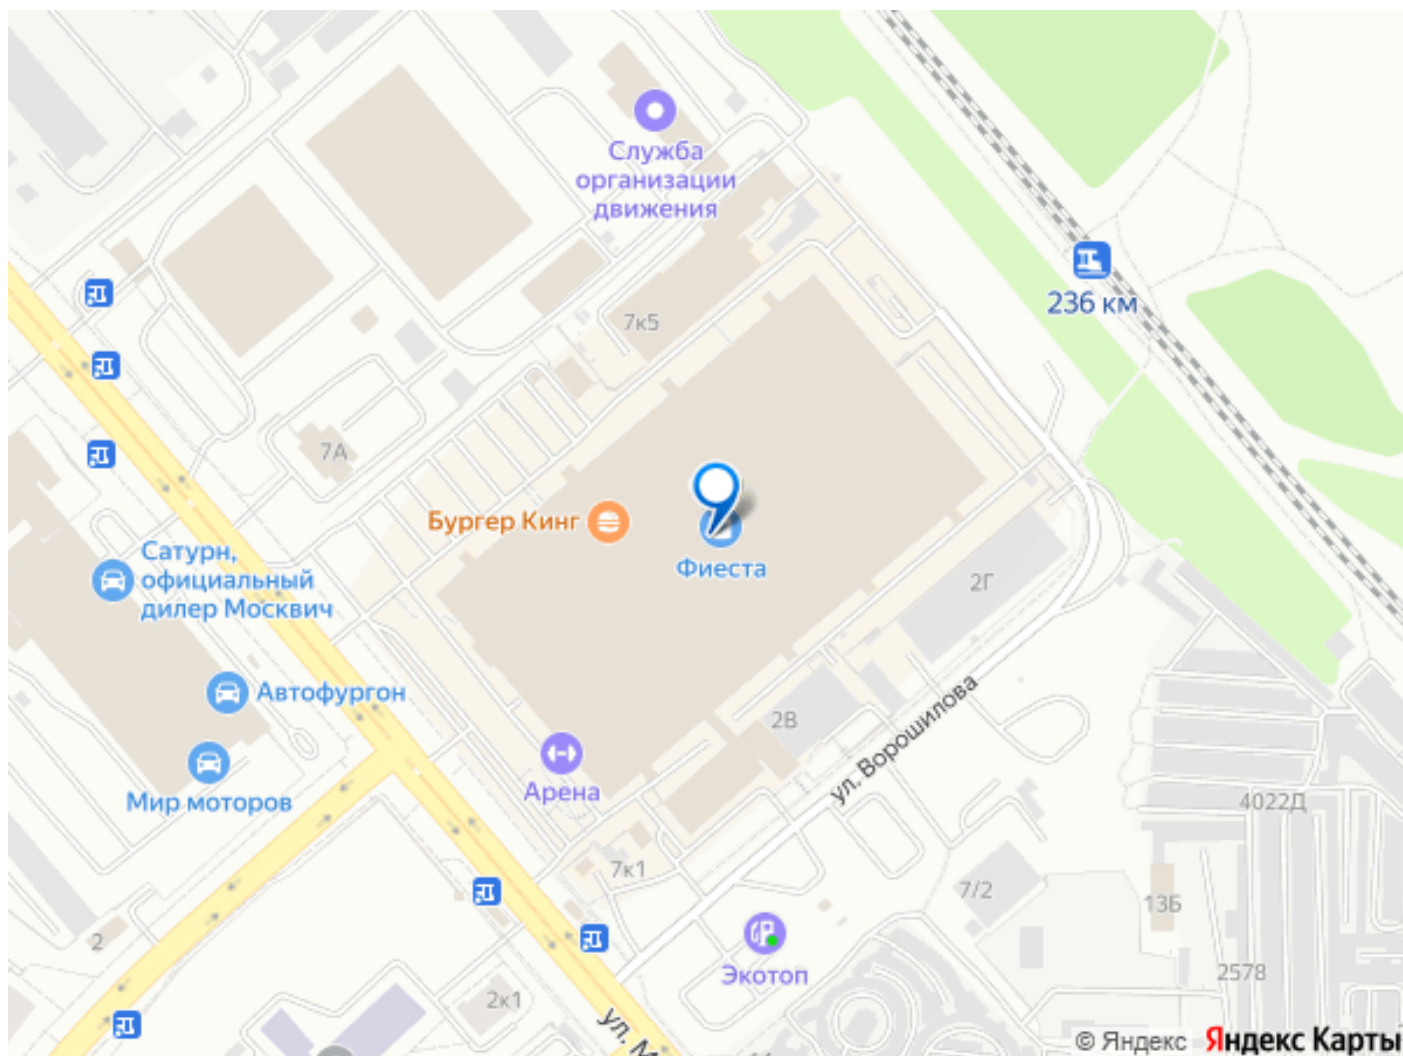 Служба
организации
движения
236 км
7к5
7А
Бургер Кинг
Фиеста
Сатурн,
официальный
дилер Москвич
2Г
Автофургон
2В
ул. Ворошилова
Мир моторов
Арена
4022Д
7к1
7/2
13Б
2
Экотоп
2578
2к1
ул. М
© Яндекс Яндекс Карты